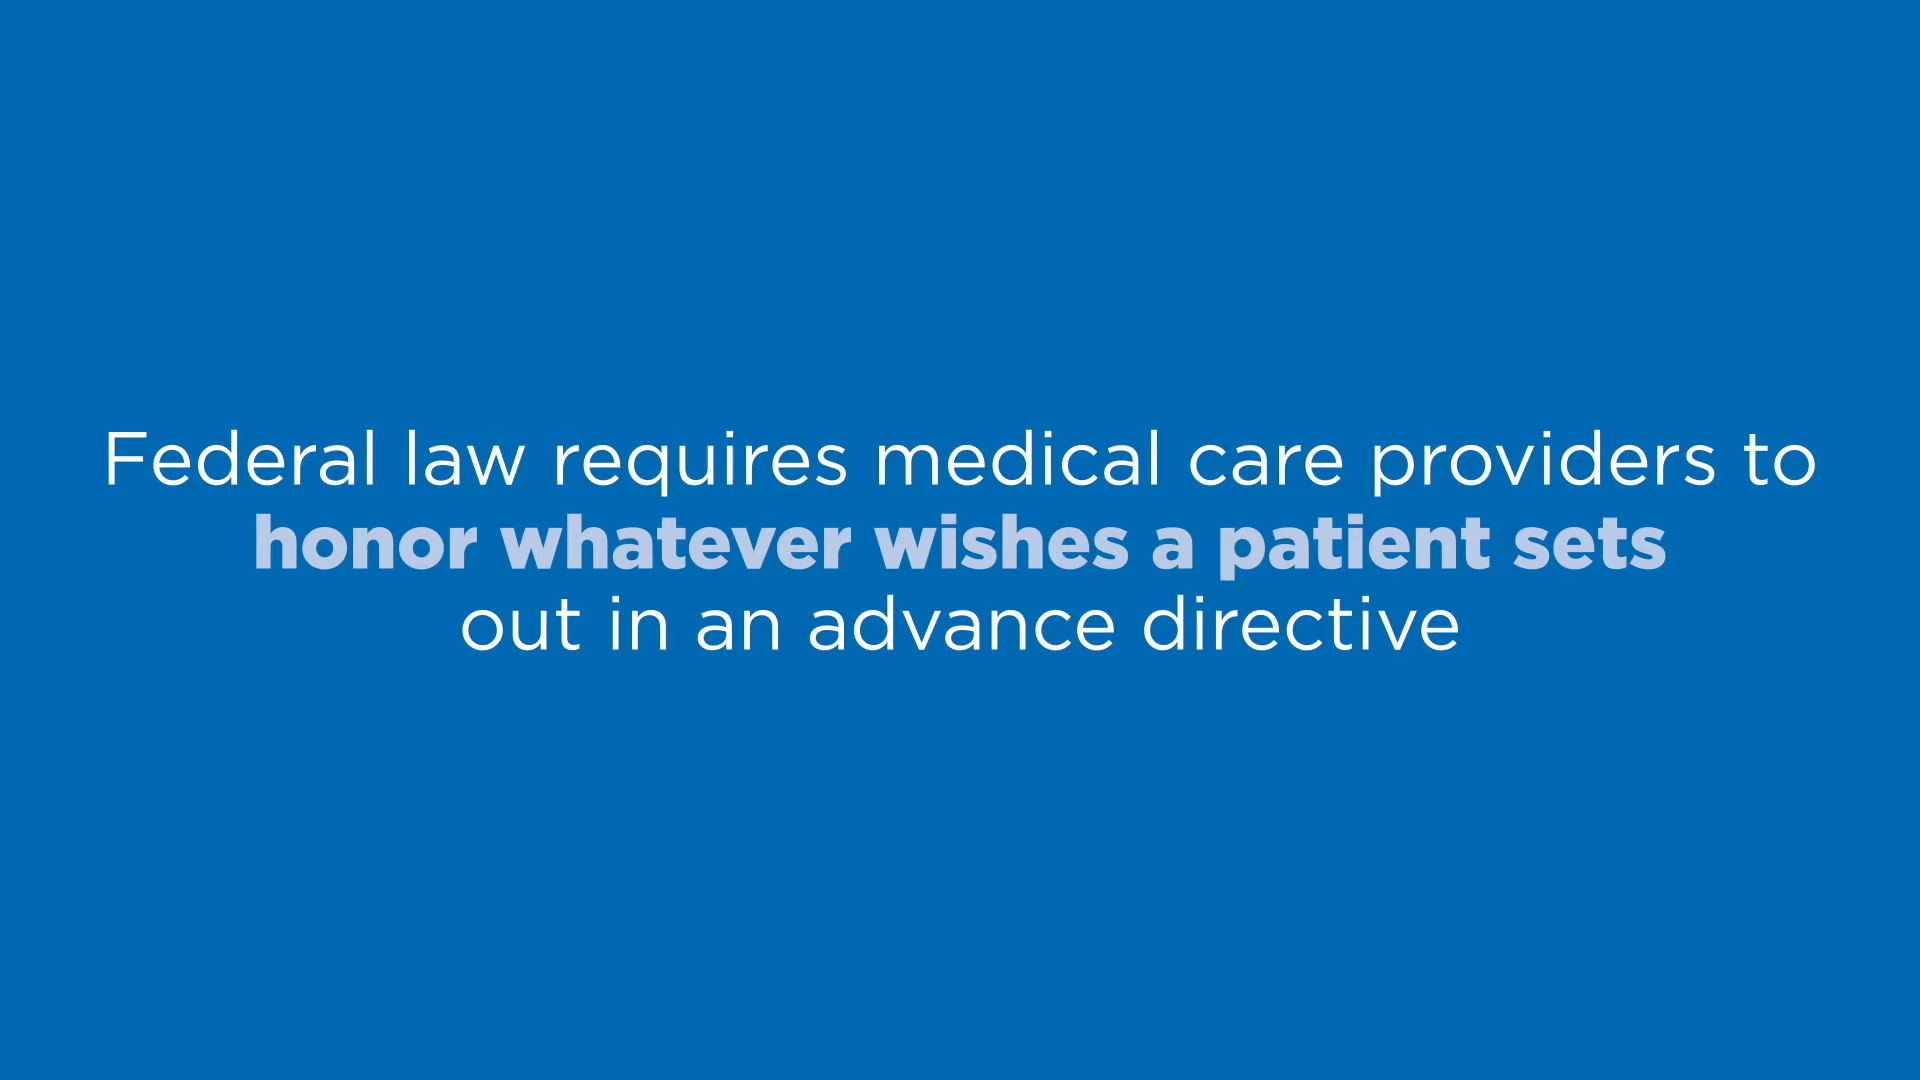 Federal law requires medical care providers to
honor whatever wishes a patient sets
out in an advance directive